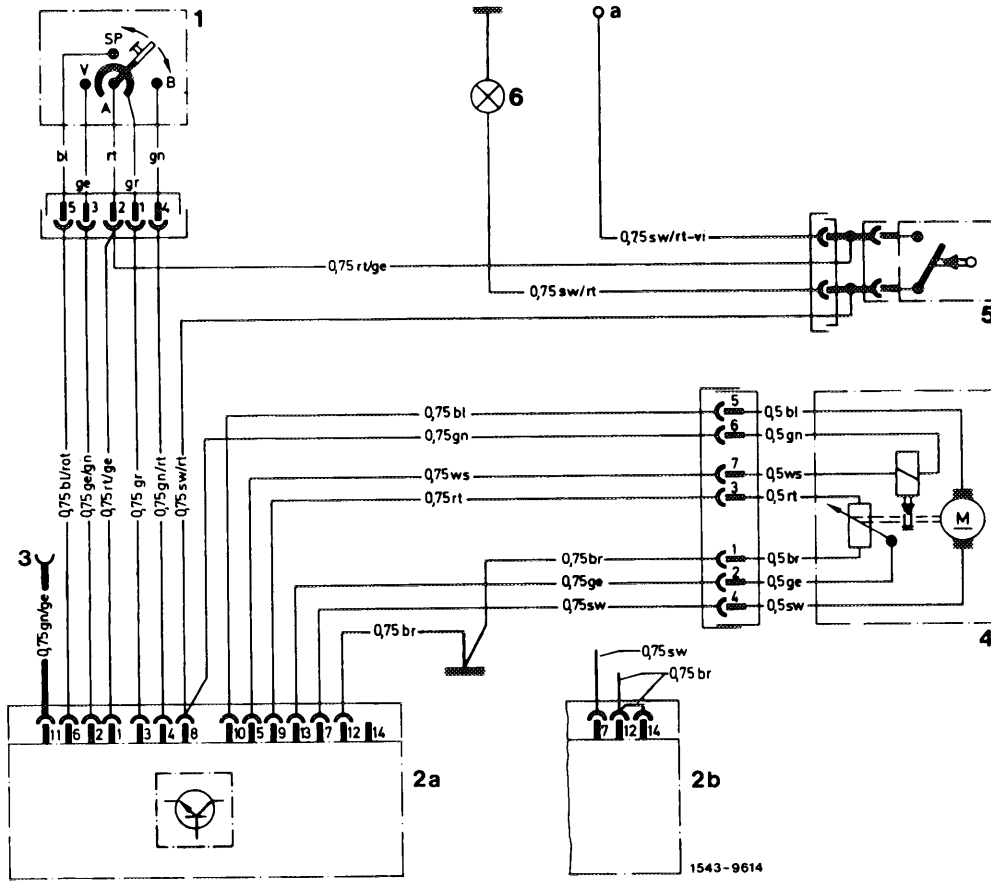 1
SP
V
B
A
bl
rt
gn
ge
gr
5 3 2 1 4
6
a
0,75 sw/rt-vi
0,75 rt/ge
0,75 sw/rt
5
0,75 bl/rot
0,75 ge/gn
0,75 rt/ge
0,75 gr
0,75 gn/rt
0,75 sw/rt
0,75 bl 5 0,5 bl
0,75 gn 6 0,5 gn
0,75 ws 7 0,5 ws
0,75 rt 3 0,5 rt
M
0,75 br 1 0,5 br
0,75 ge 2 0,5 ge
0,75 sw 4 0,5 sw
4
3
0,75 gn/ge
0,75 br
0,75 sw
0,75 br
11 6 2 1 3 4 8 10 5 9 13 7 12 14
7 12 14
2a
2b
1543-9614